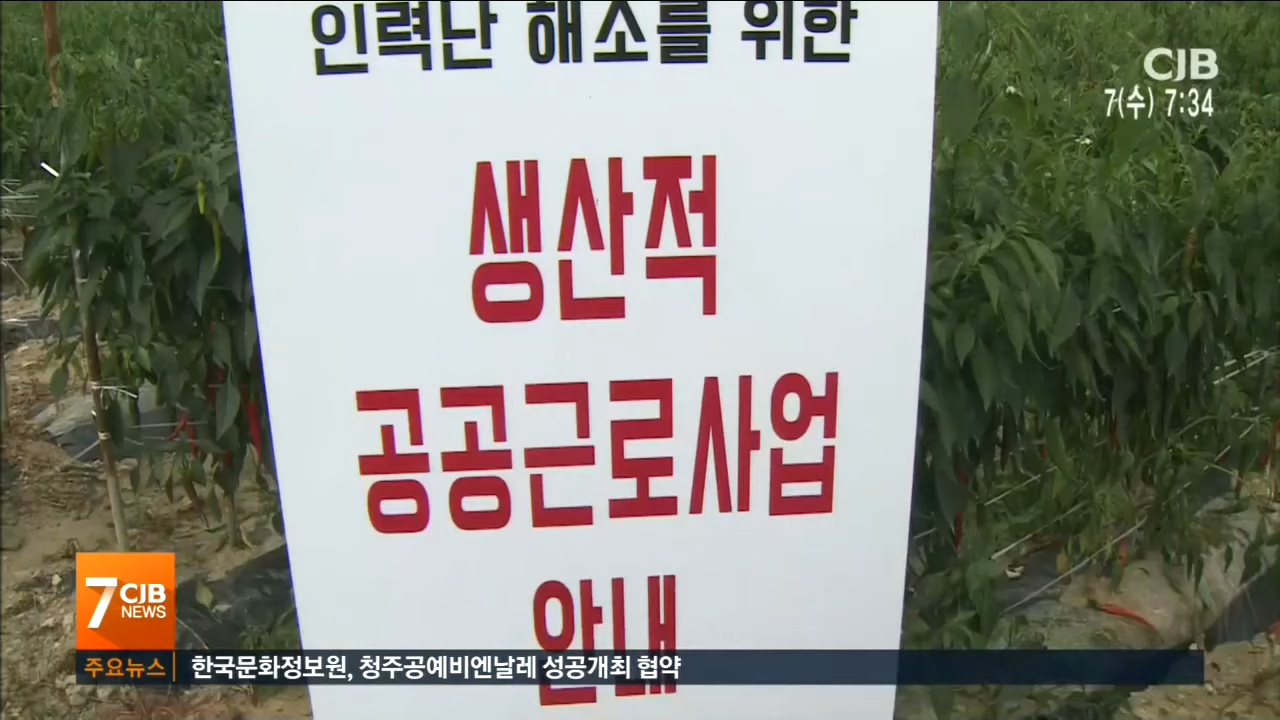 인력난 해소를 위한
CJB
7(수) 7:34
생산적
공공근로사업
안내
7 CJB
NEWS
주요뉴스 한국문화정보원, 청주공예비엔날레 성공개최 협약